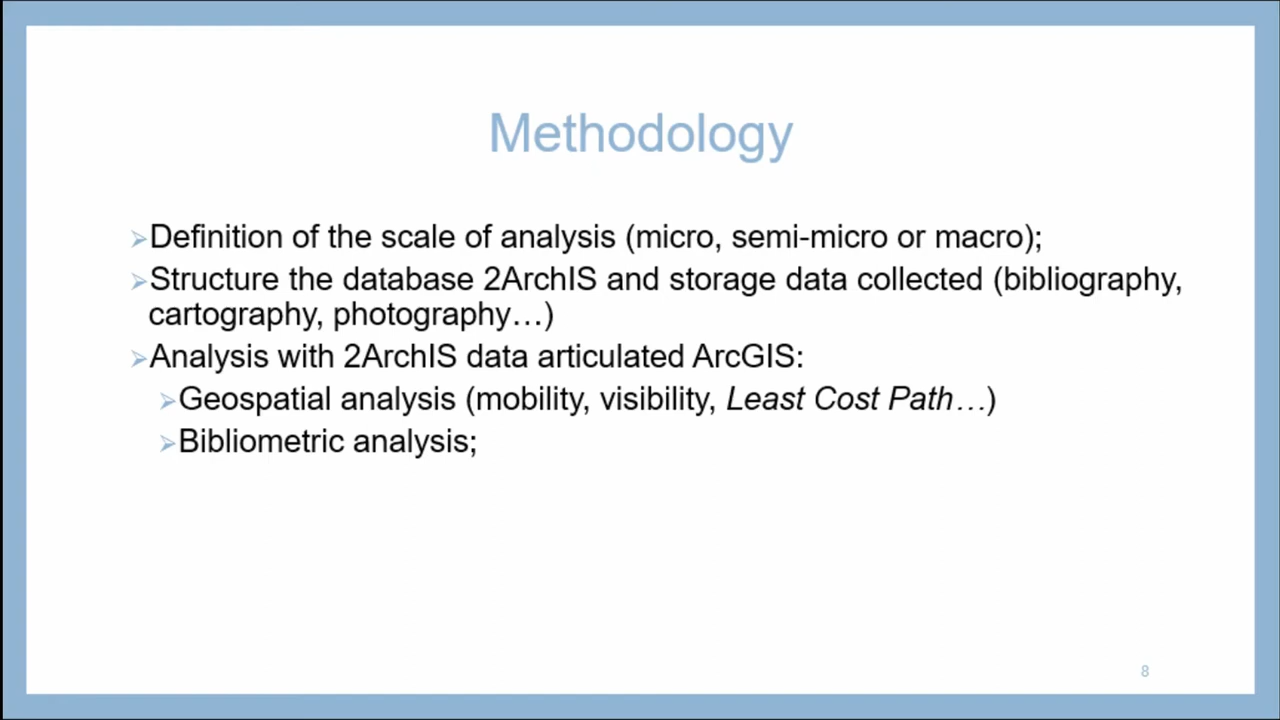 Methodology
➢Definition of the scale of analysis (micro, semi-micro or macro);
➢Structure the database 2ArchIS and storage data collected (bibliography,
cartography, photography…)
➢Analysis with 2ArchIS data articulated ArcGIS:
➢Geospatial analysis (mobility, visibility, Least Cost Path…)
➢Bibliometric analysis;
8